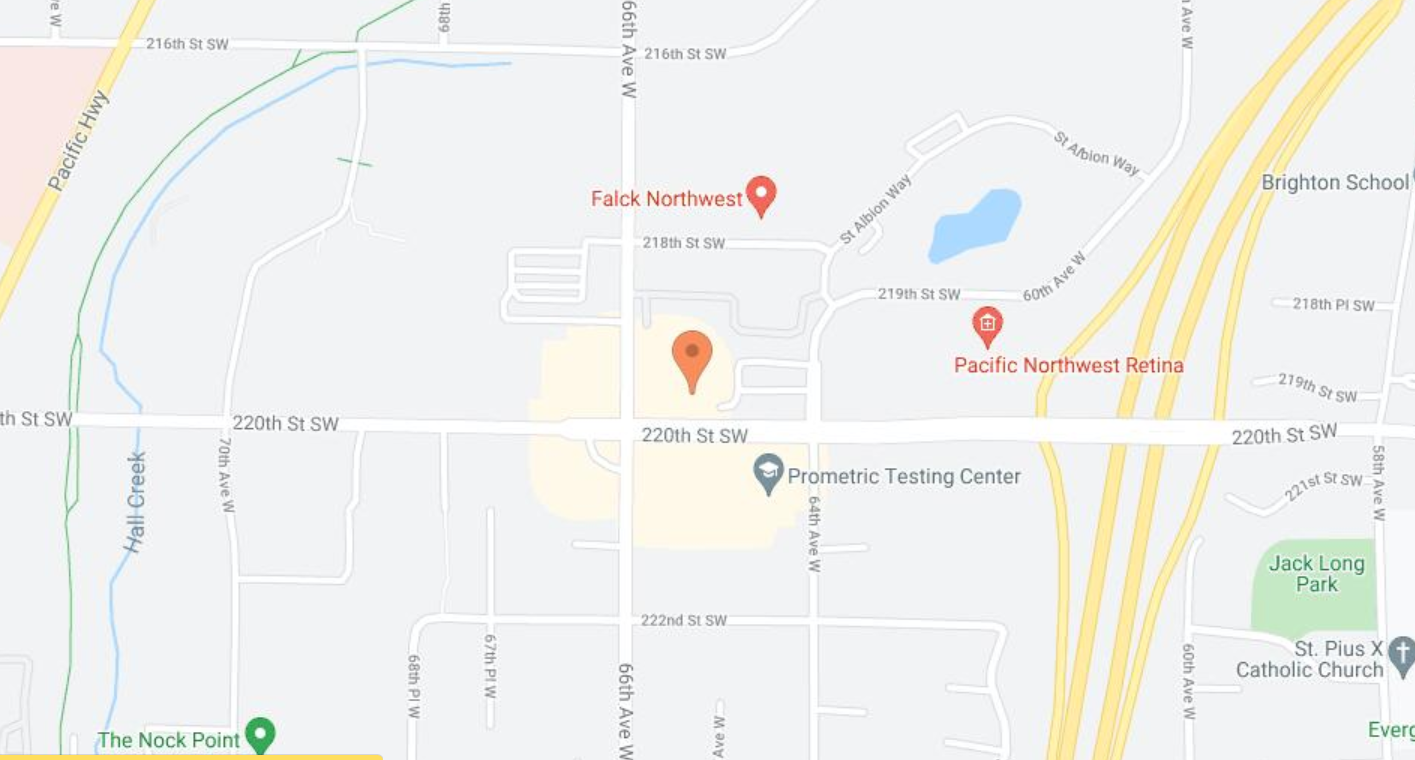 e W
68th
66th Ave W
Ave W
216th St SW
216th St SW
Pacific Hwy
St Albion Way
Brighton School
Falck Northwest
St Albion Way
218th St SW
60th Ave W
219th St SW
218th Pl SW
Pacific Northwest Retina
219th St SW
th St SW
220th St SW
220th St SW
220th St SW
70th Ave W
Hall Creek
Prometric Testing Center
64th Ave W
221st St SW
58th Ave W
Jack Long
Park
222nd St SW
68th Pl W
67th Pl W
66th Ave W
60th Ave W
St. Pius X
Catholic Church
Ave W
The Nock Point
Everg